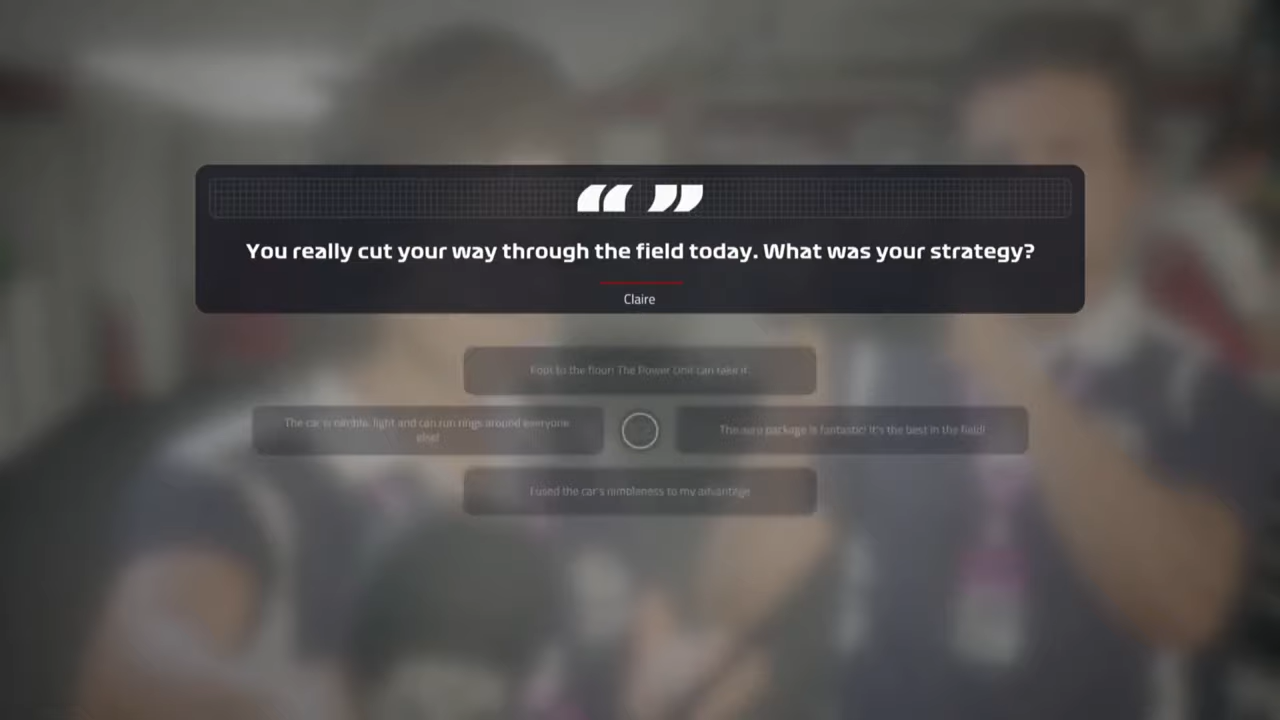 “ ”
You really cut your way through the field today. What was your strategy?
Claire
Foot to the floor! The Power Unit can take it
The car is nimble, light and can run rings around everyone
else!
The aero package is fantastic! It's the best in the field!
I used the car's nimbleness to my advantage